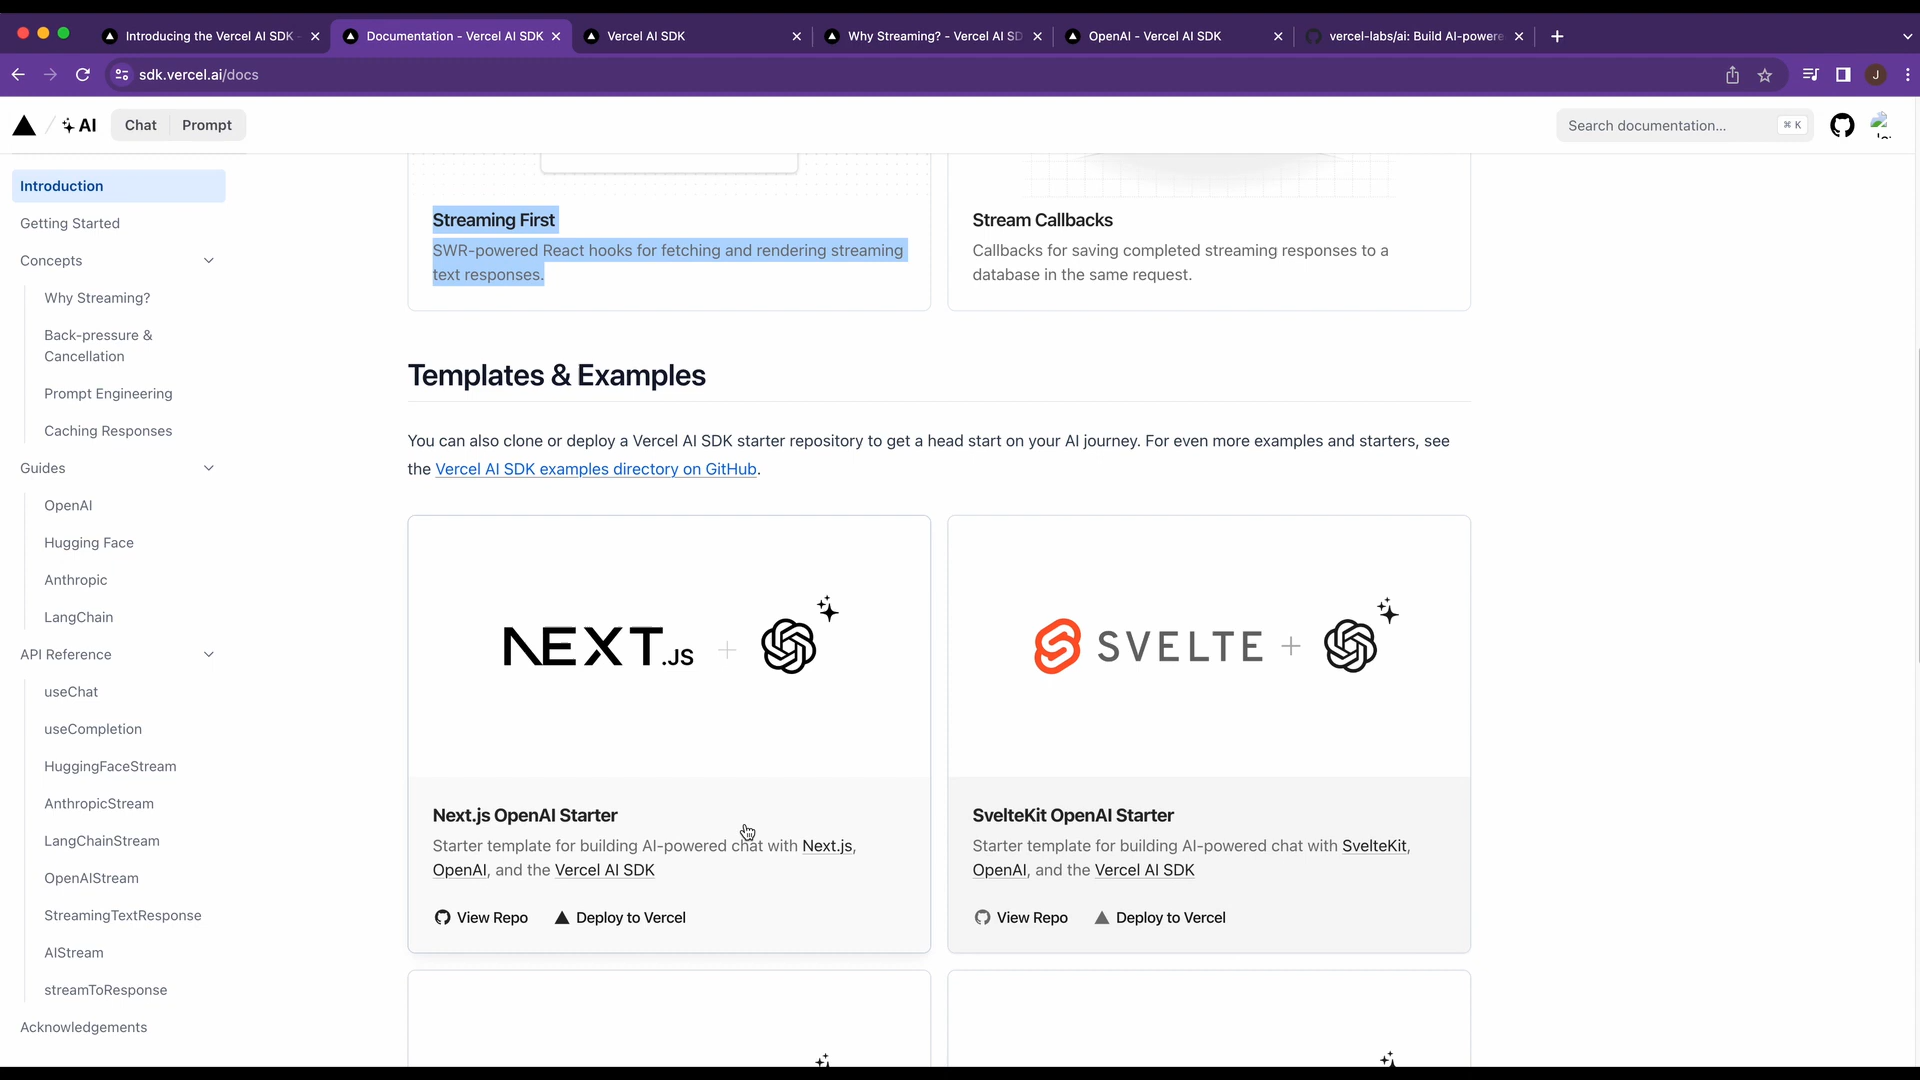 Introducing the Vercel AI SDK
Documentation - Vercel AI SDK
Vercel AI SDK
Why Streaming? - Vercel AI SD
OpenAI - Vercel AI SDK
vercel-labs/ai: Build AI-powere
sdk.vercel.ai/docs
J
AI
Chat
Prompt
Search documentation...
⌘ K
Introduction
Getting Started
Concepts
Why Streaming?
Back-pressure &
Cancellation
Prompt Engineering
Caching Responses
Guides
OpenAI
Hugging Face
Anthropic
LangChain
API Reference
useChat
useCompletion
HuggingFaceStream
AnthropicStream
LangChainStream
OpenAIStream
StreamingTextResponse
AIStream
streamToResponse
Acknowledgements
Streaming First
SWR-powered React hooks for fetching and rendering streaming
text responses.
Stream Callbacks
Callbacks for saving completed streaming responses to a
database in the same request.
Templates & Examples
You can also clone or deploy a Vercel AI SDK starter repository to get a head start on your AI journey. For even more examples and starters, see
the Vercel AI SDK examples directory on GitHub.
NEXT.JS +
SVELTE +
Next.js OpenAI Starter
Starter template for building AI-powered chat with Next.js,
OpenAI, and the Vercel AI SDK
View Repo
Deploy to Vercel
SvelteKit OpenAI Starter
Starter template for building AI-powered chat with SvelteKit,
OpenAI, and the Vercel AI SDK
View Repo
Deploy to Vercel